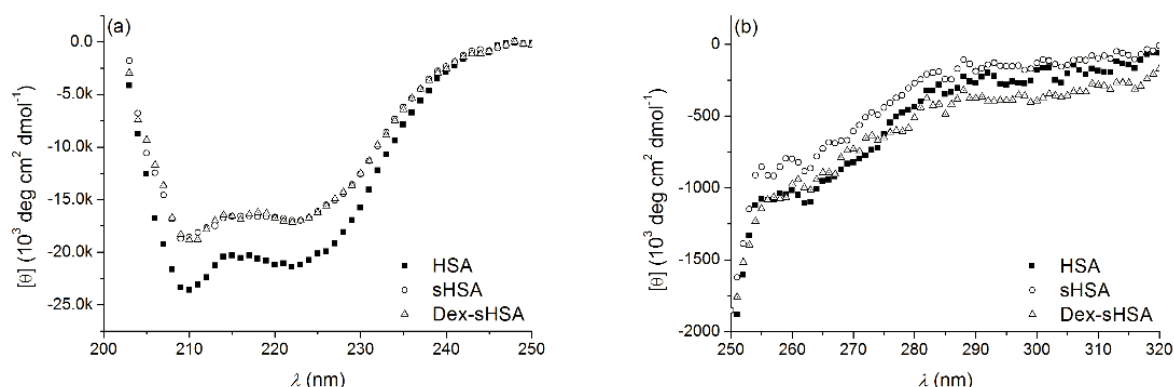 (a)
0.0
-5.0k
-10.0k
-15.0k
-20.0k
-25.0k
[θ] (10³ deg cm² dmol⁻¹)
HSA
sHSA
Dex-sHSA
200 210 220 230 240 250
λ (nm)
(b)
0
-500
-1000
-1500
-2000
[θ] (10³ deg cm² dmol⁻¹)
HSA
sHSA
Dex-sHSA
250 260 270 280 290 300 310 320
λ (nm)